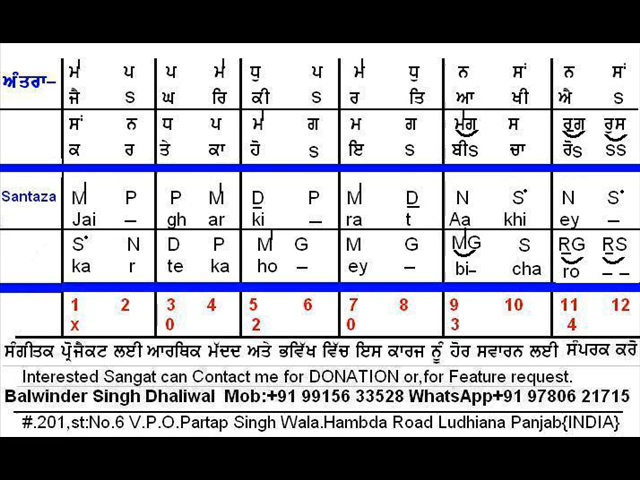 ਮ੍ਹਾ ਪ ਪ ਮ੍ਹਾ ਧੁ ਪ ਮ੍ਹਾ ਧੁ ਨ ਸਾਂ ਨ ਸਾਂ
ਅੰਤਰਾ–
ਜੈ S ਘ ਰਿ ਕੀ S ਰ ਤਿ ਆ ਖੀ ਐ S
ਸਾਂ ਨ ਧ ਪ ਮ ਗ ਮ ਗ ਮਗ ਸ ਰੁਗ ਰੁਸ
ਕ ਰ ਤੇ ਕਾ ਹੋ S ਇ S ਬੀS ਚਾ ਰੋS SS
Santaza M P P M D P M D N S N S
Jai – gh ar ki – ra t Aa khi ey –
S N D P M G M G MG S RG RS
ka r te ka ho – ey – bi– cha ro – –
1 2 3 4 5 6 7 8 9 10 11 12
x 0 2 0 3 4
ਸੰਗੀਤਕ ਪ੍ਰੋਜੈਕਟ ਲਈ ਆਰਥਿਕ ਮੱਦਦ ਅਤੇ ਭਵਿੱਖ ਵਿੱਚ ਇਸ ਕਾਰਜ ਨੂੰ ਹੋਰ ਸਵਾਰਨ ਲਈ ਸੰਪਰਕ ਕਰੋ
Interested Sangat can Contact me for DONATION or,for Feature request.
Balwinder Singh Dhaliwal Mob:+91 99156 33528 WhatsApp+91 97806 21715
#.201,st:No.6 V.P.O.Partap Singh Wala.Hambda Road Ludhiana Panjab{INDIA}